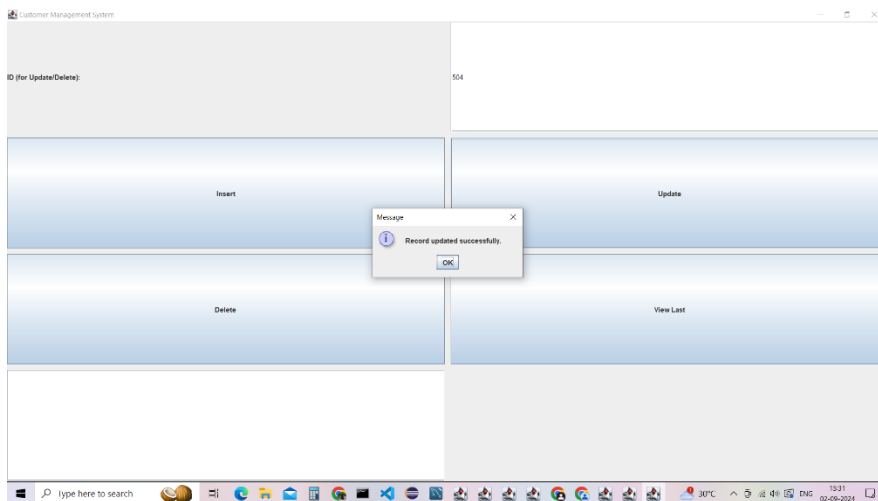 Customer Management System
ID (for Update/Delete):
504
Insert
Update
Message
Record updated successfully.
OK
Delete
View Last
Type here to search
30°C
ENG
15:31
02-09-2024